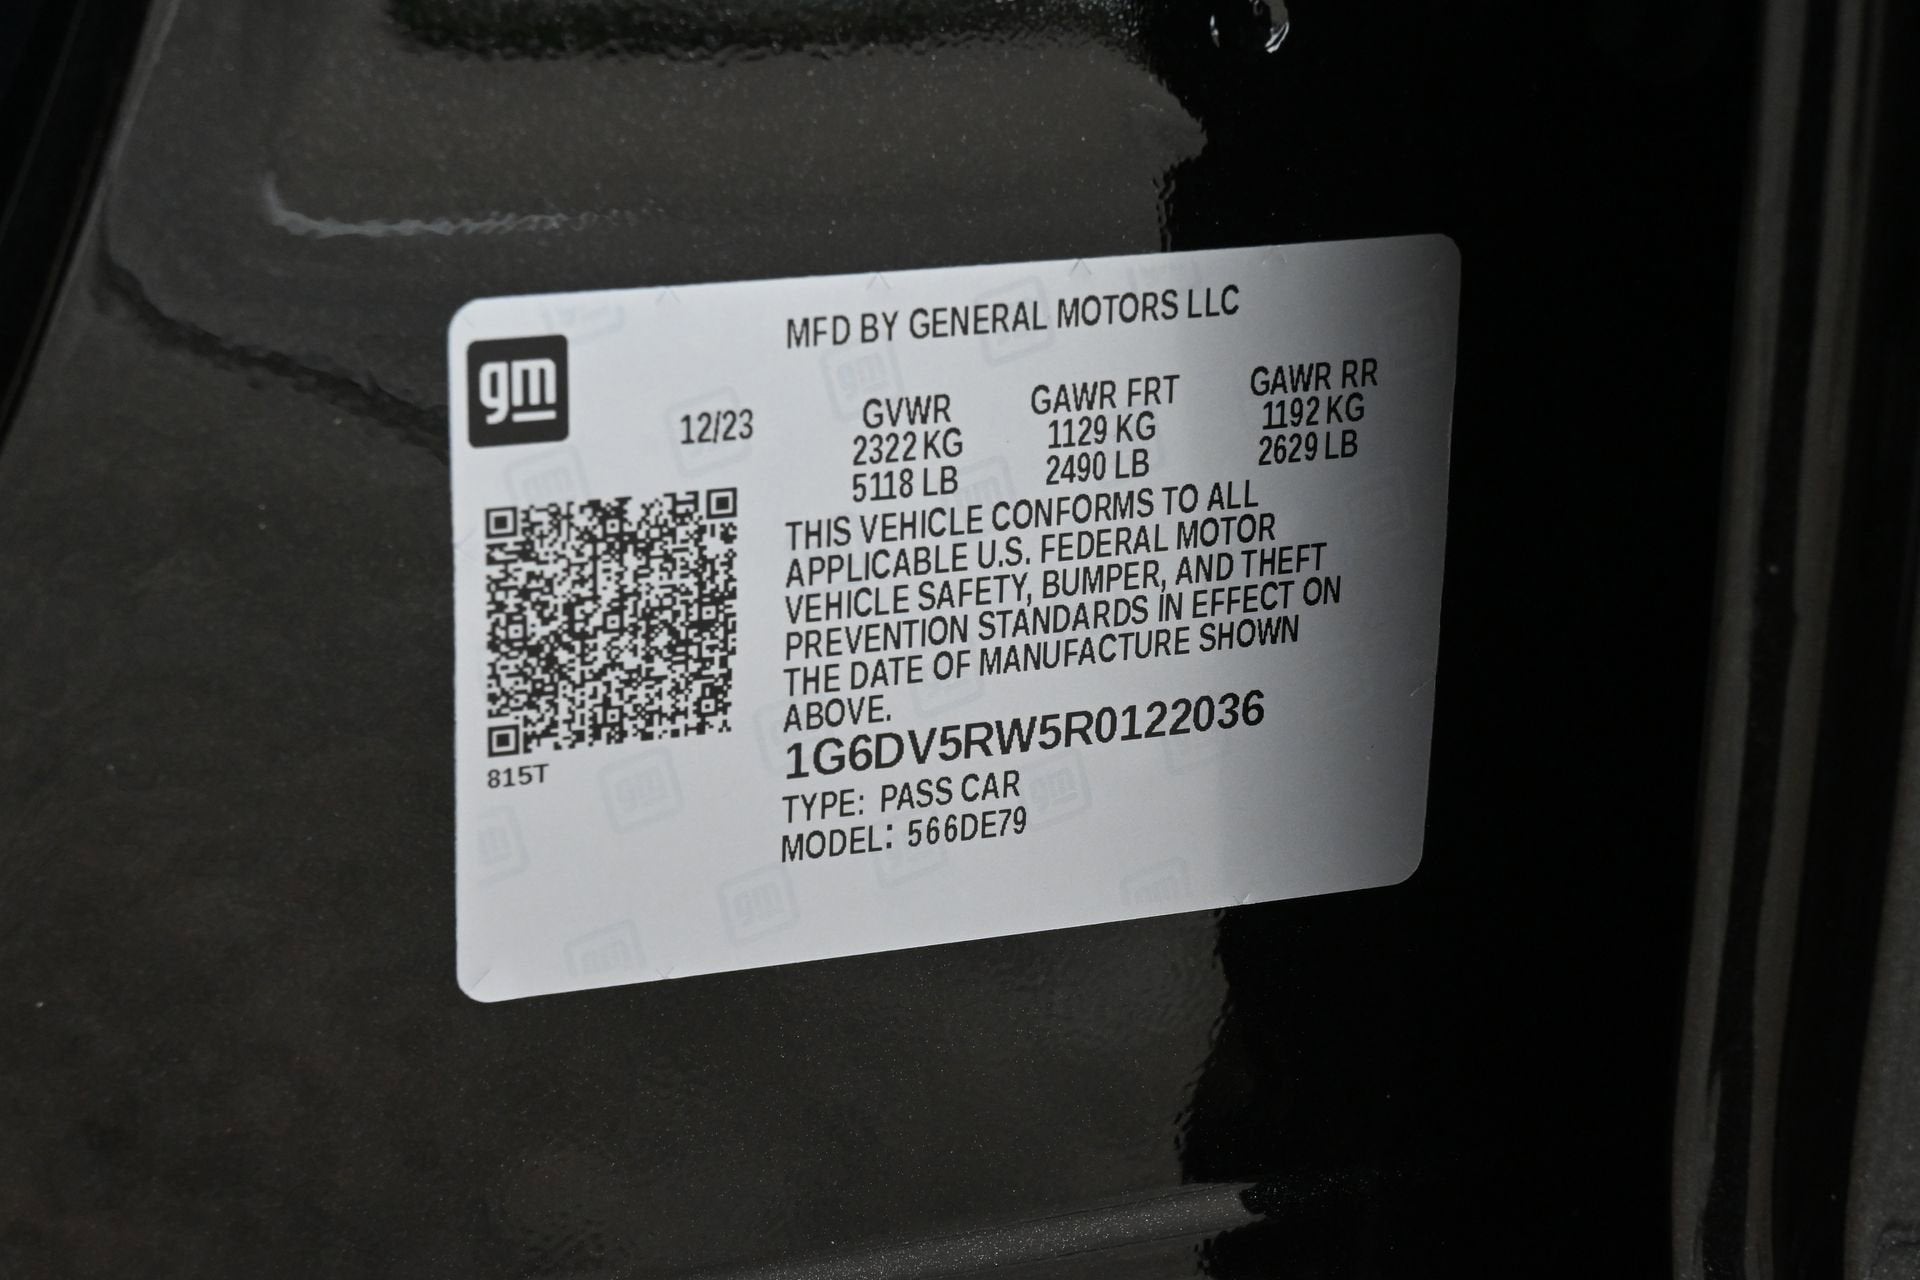 gm
MFD BY GENERAL MOTORS LLC
12/23
GVWR GAWR FRT GAWR RR
2322 KG 1129 KG 1192 KG
5118 LB 2490 LB 2629 LB
THIS VEHICLE CONFORMS TO ALL
APPLICABLE U.S. FEDERAL MOTOR
VEHICLE SAFETY, BUMPER, AND THEFT
PREVENTION STANDARDS IN EFFECT ON
THE DATE OF MANUFACTURE SHOWN
ABOVE.
1G6DV5RW5R0122036
815T
TYPE: PASS CAR
MODEL: 566DE79